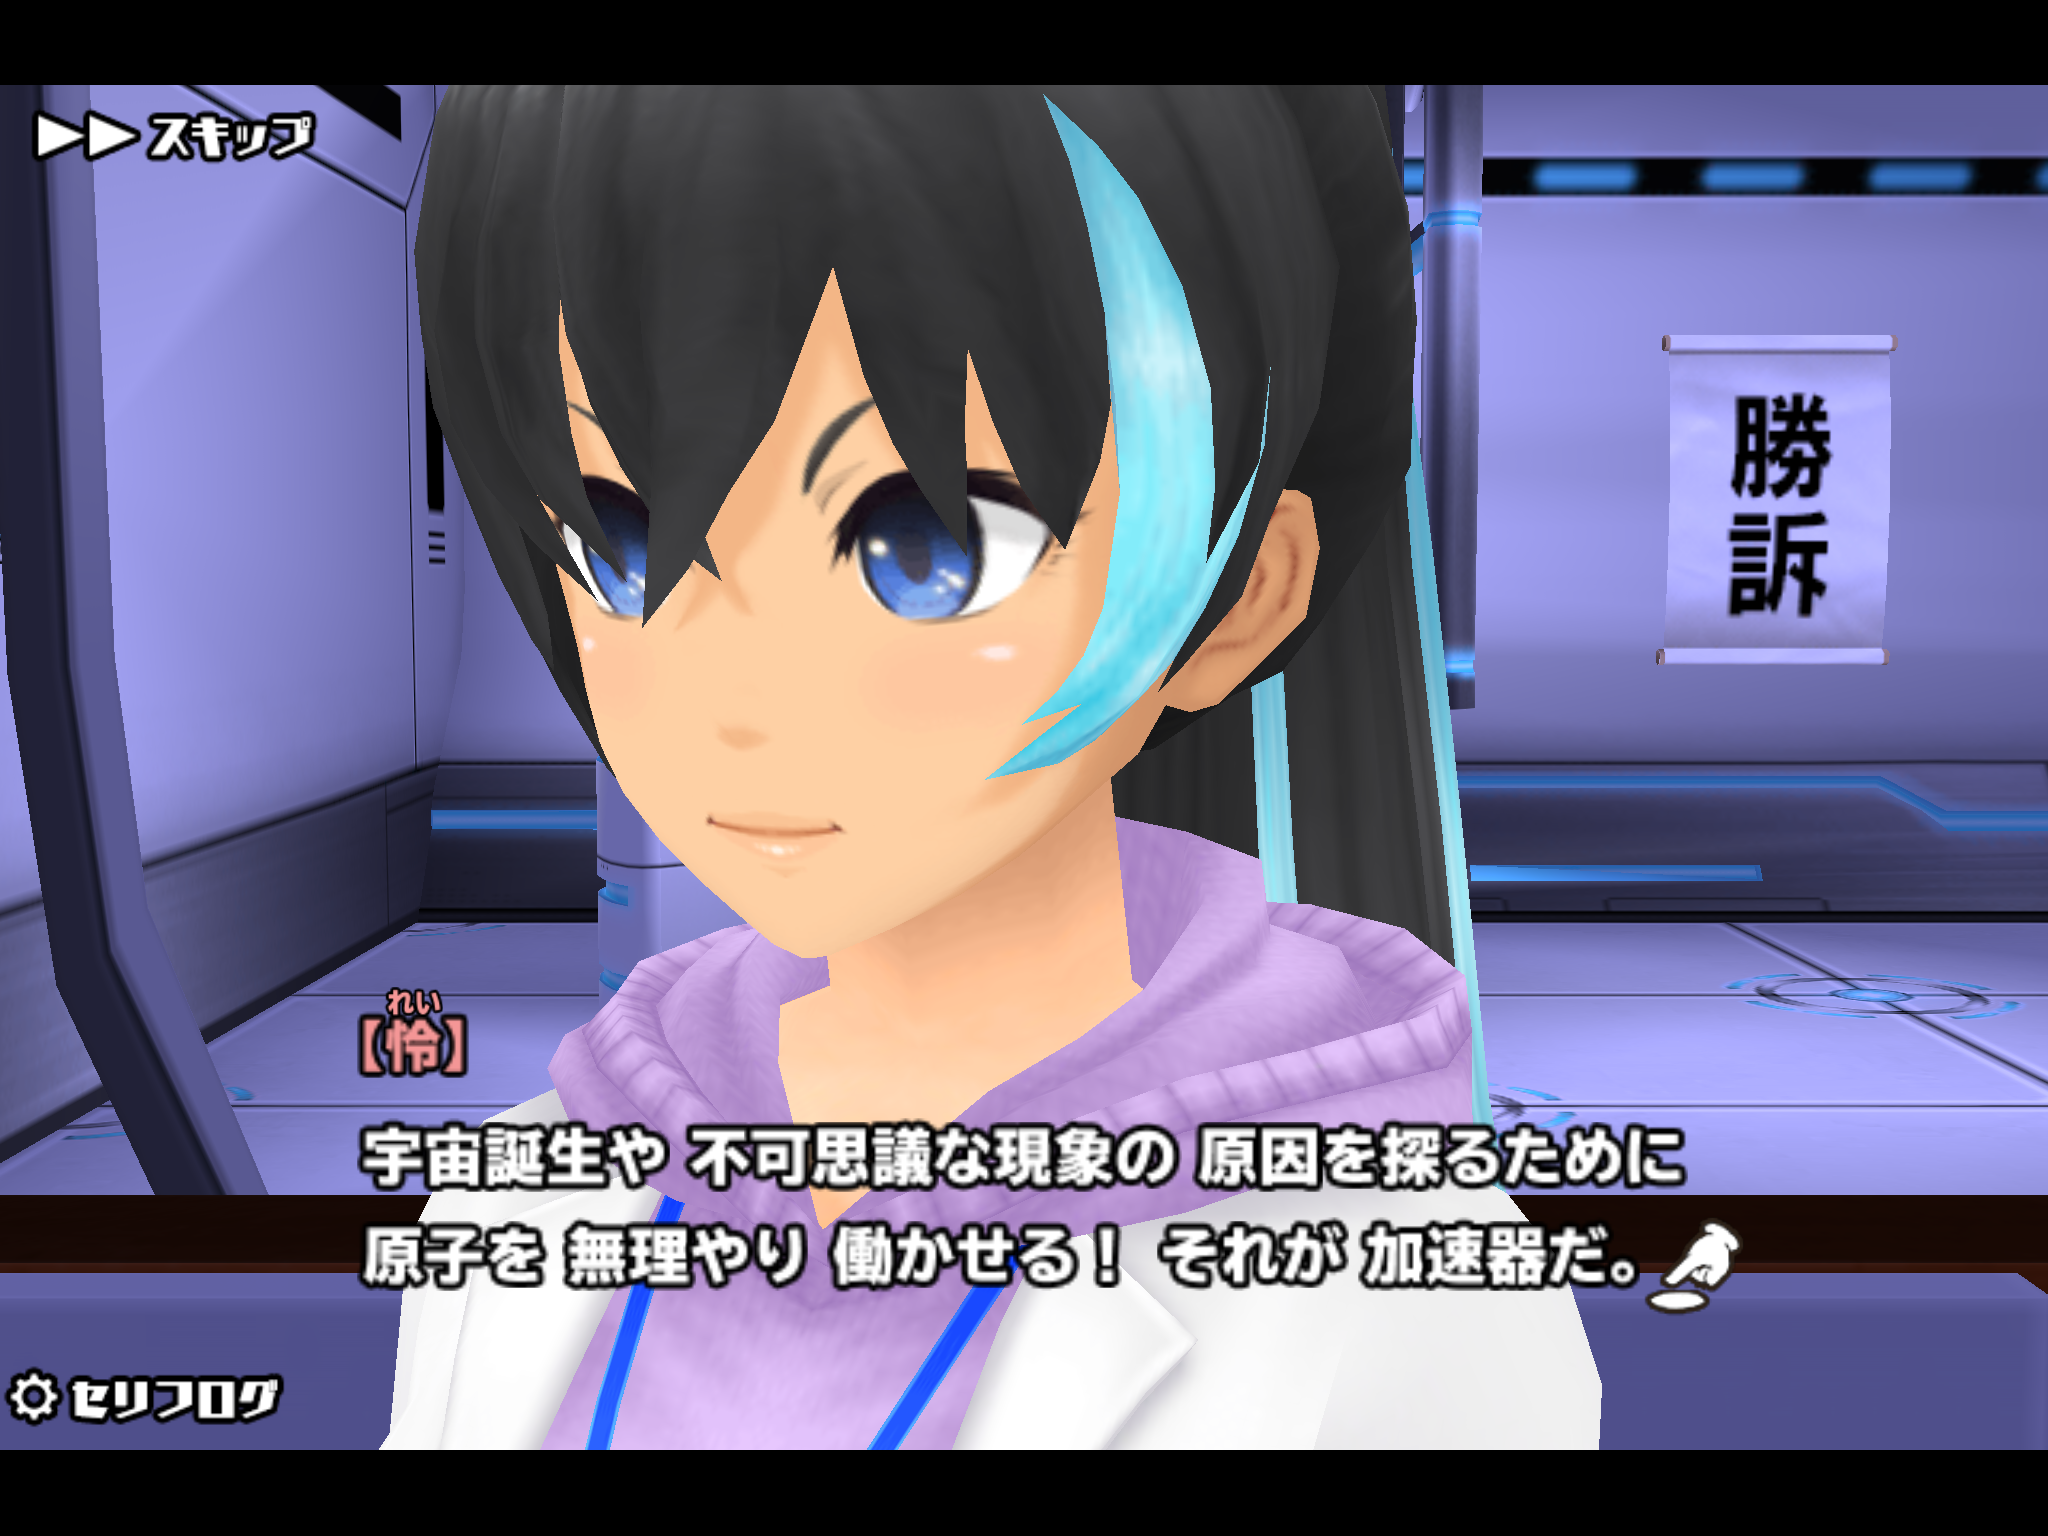 スキップ
勝訴
れい
【怜】
宇宙誕生や 不可思議な現象の 原因を探るために
原子を 無理やり 働かせる！ それが 加速器だ。
セリフログ